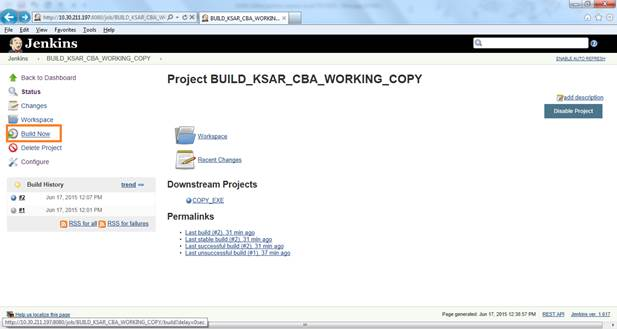 http://10.30.211.197:8080/job/BUILD_KSAR_CBA_WORKING_COPY
BUILD_KSAR_CBA_WORKIN...
File Edit View Favorites Tools Help
Jenkins
Jenkins BUILD_KSAR_CBA_WORKING_COPY
ENABLE AUTO REFRESH
Back to Dashboard
Status
Changes
Workspace
Build Now
Delete Project
Configure
Build History trend
#2 Jun 17, 2015 12:07 PM
#1 Jun 17, 2015 12:01 PM
RSS for all RSS for failures
Project BUILD_KSAR_CBA_WORKING_COPY
add description
Disable Project
Workspace
Recent Changes
Downstream Projects
COPY_EXE
Permalinks
Last build (#2), 31 min ago
Last stable build (#2), 31 min ago
Last successful build (#2), 31 min ago
Last unsuccessful build (#1), 37 min ago
Help us localize this page
Page generated: Jun 17, 2015 12:38:57 PM REST API Jenkins ver. 1.617
http://10.30.211.197:8080/job/BUILD_KSAR_CBA_WORKING_COPY/build?delay=0sec